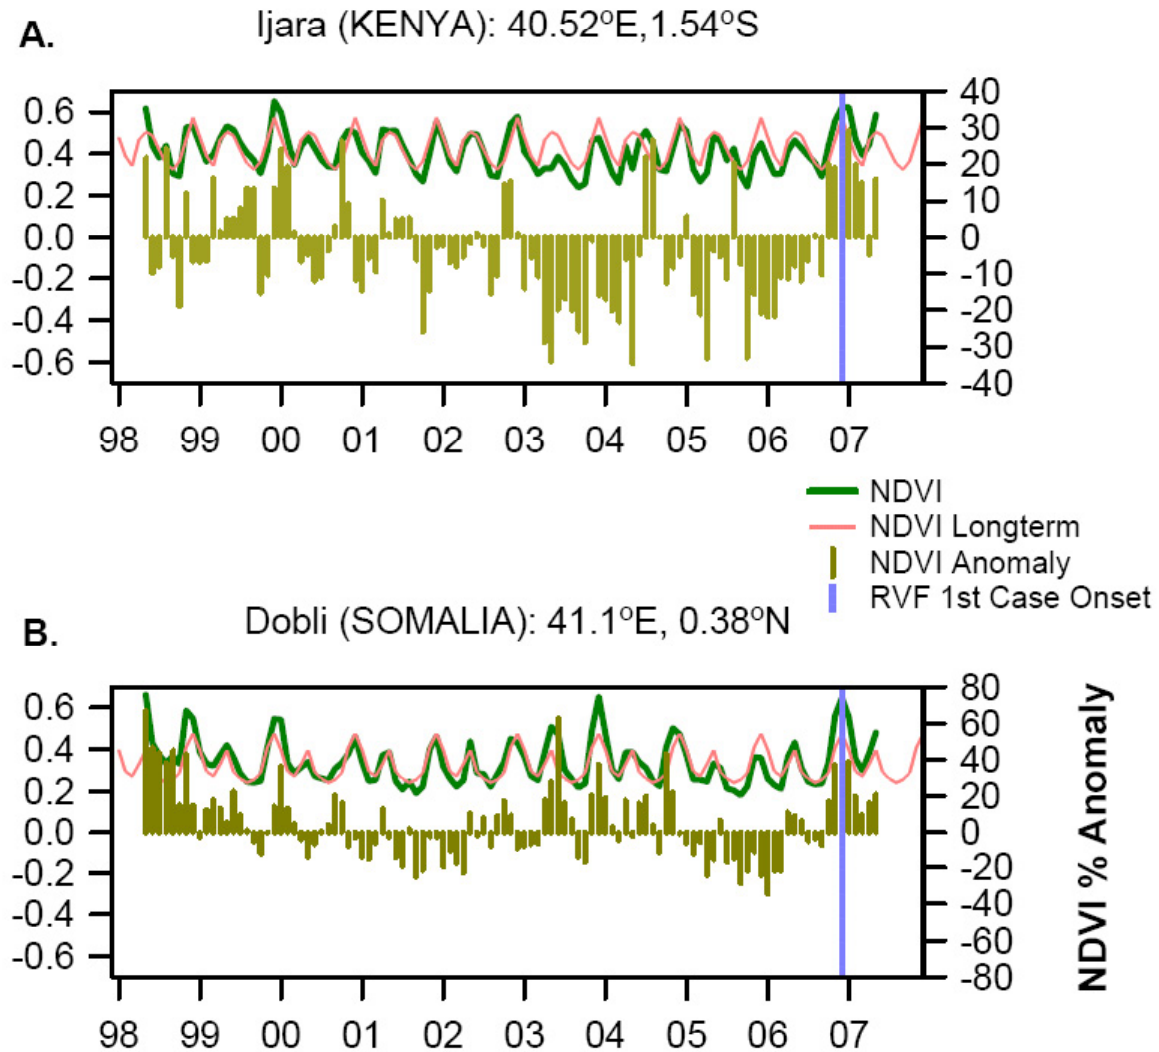 A.
Ijara (KENYA): 40.52ºE,1.54ºS
0.6
0.4
0.2
0.0
-0.2
-0.4
-0.6
40
30
20
10
0
-10
-20
-30
-40
98 99 00 01 02 03 04 05 06 07
NDVI
NDVI Longterm
NDVI Anomaly
RVF 1st Case Onset
B.
Dobli (SOMALIA): 41.1ºE, 0.38ºN
0.6
0.4
0.2
0.0
-0.2
-0.4
-0.6
80
60
40
20
0
-20
-40
-60
-80
NDVI % Anomaly
98 99 00 01 02 03 04 05 06 07